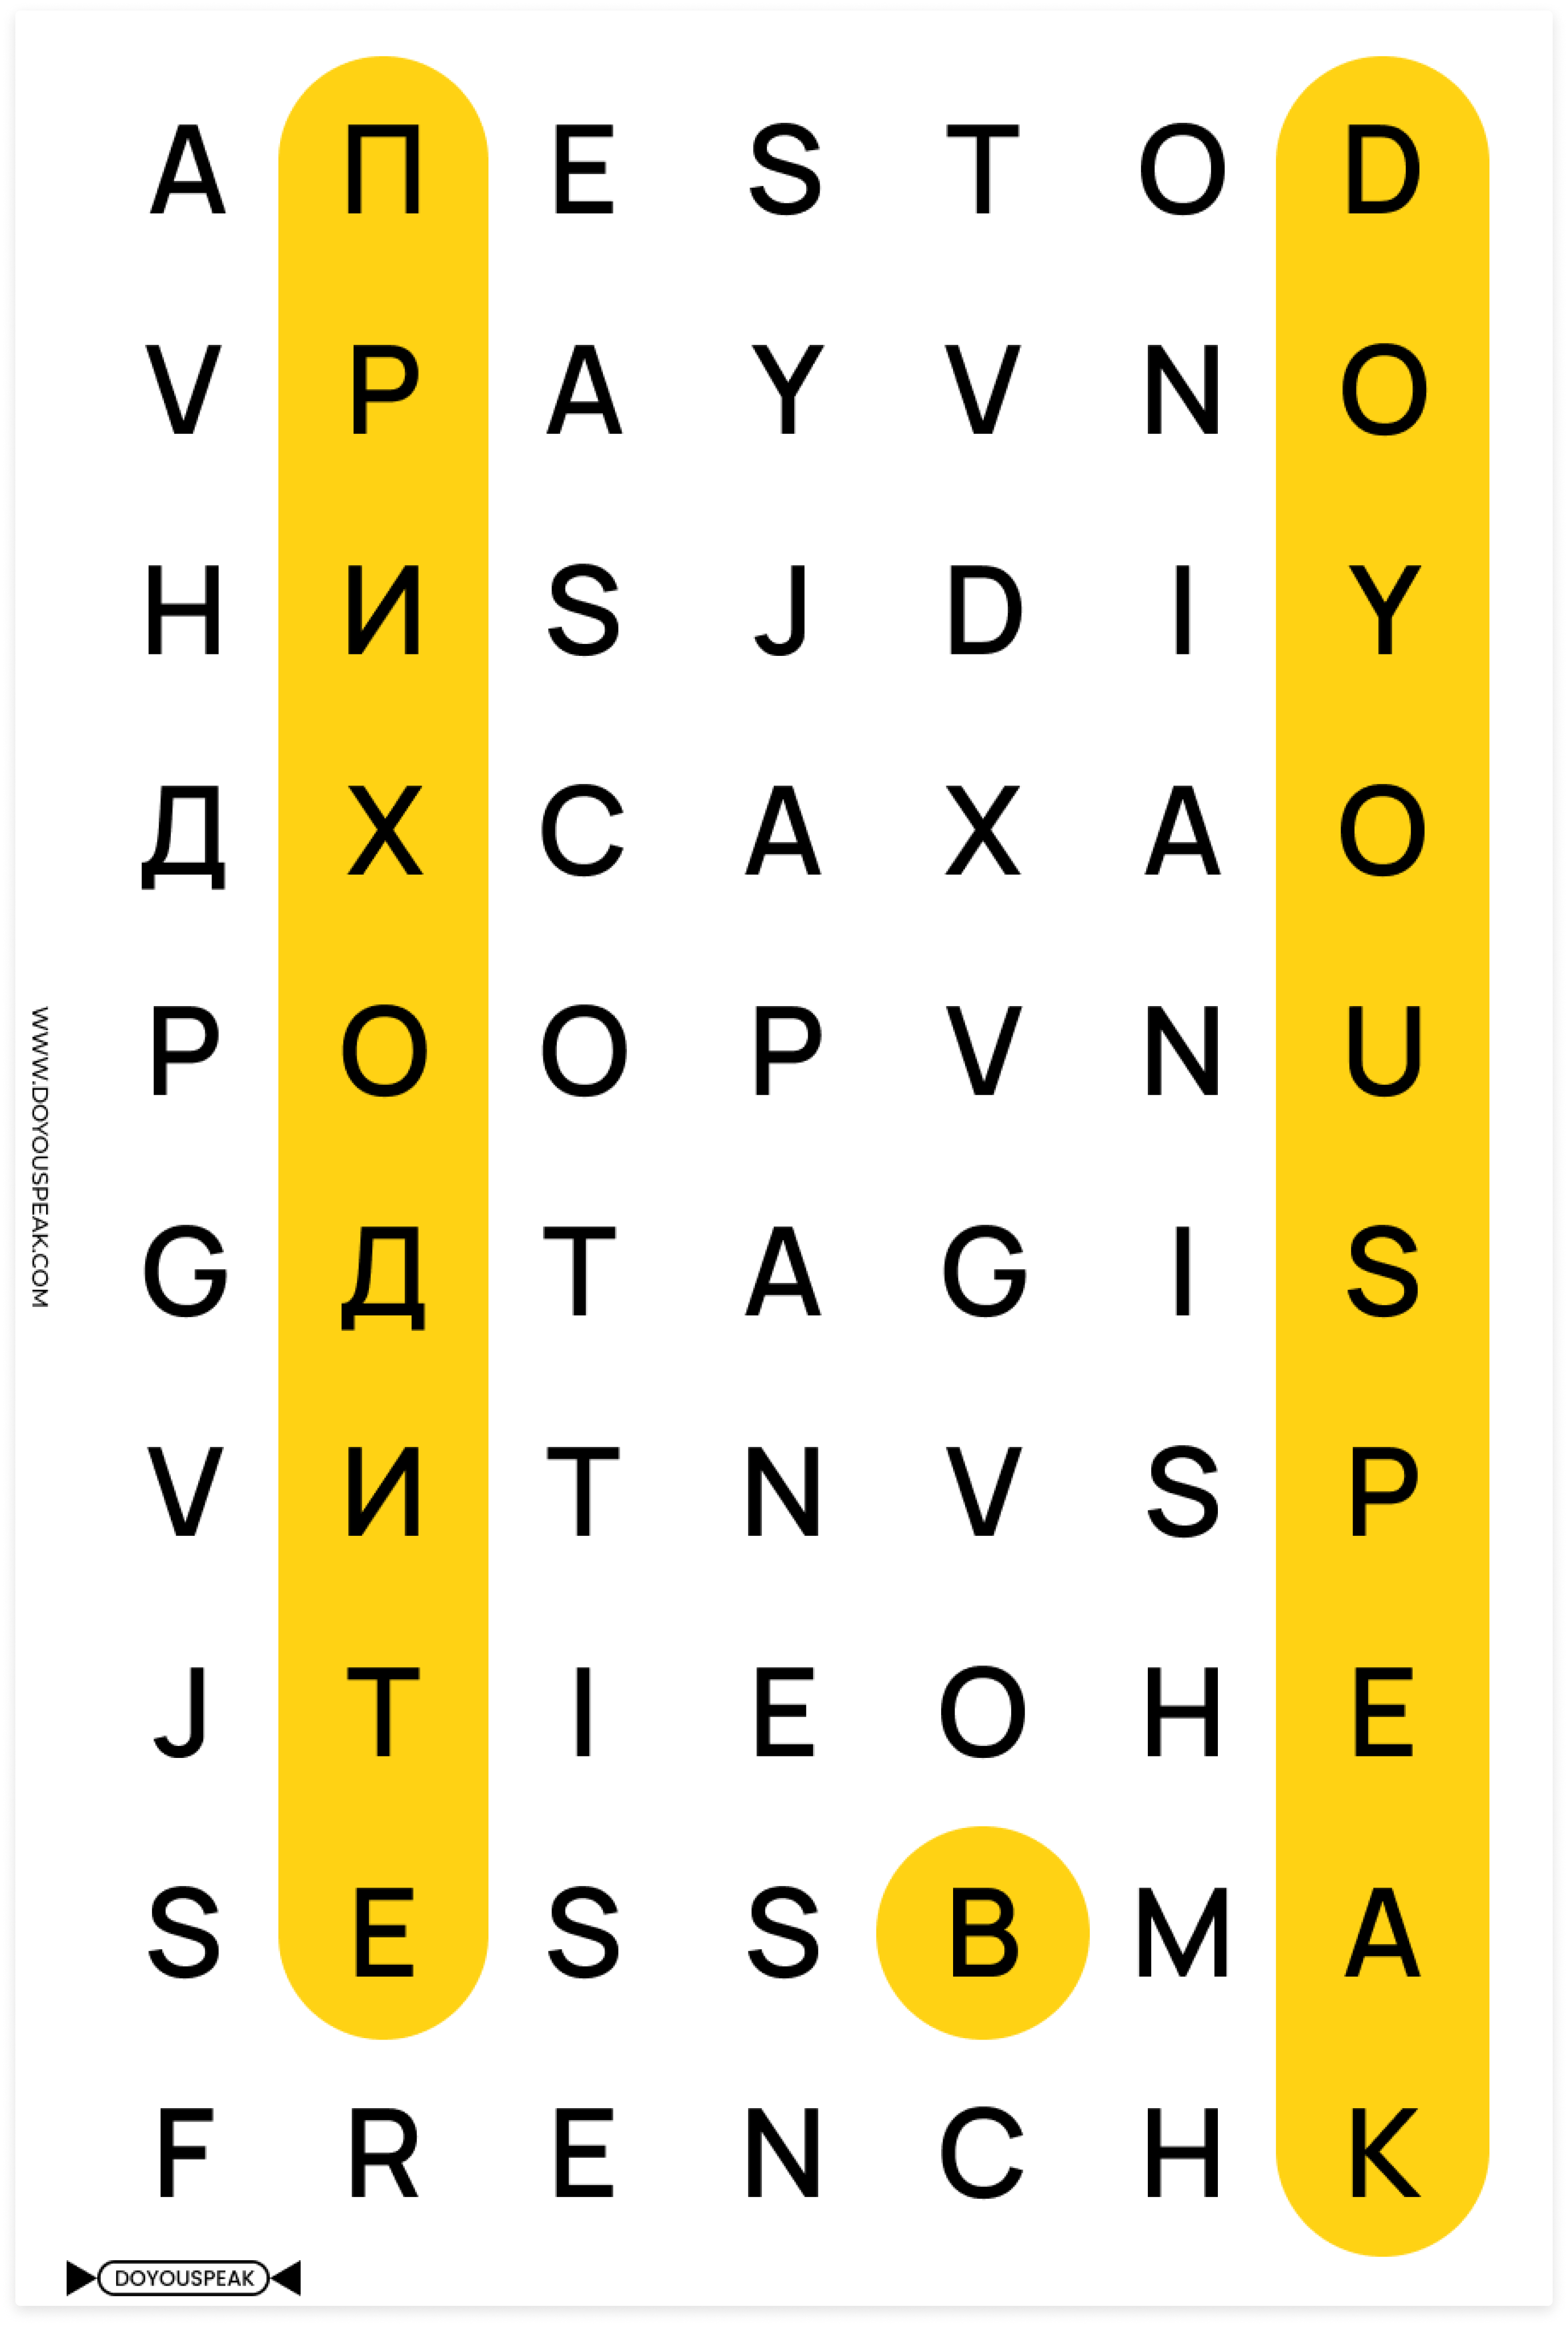 А П E S T O D
V Р A Y V N O
H И S J D I Y
Д Х C A X A O
P О O P V N U
G Д T A G I S
V И T N V S P
J Т I E O H E
S Е S S В M A
F R E N C H K
WWW.DOYOUSPEAK.COM
DOYOUSPEAK